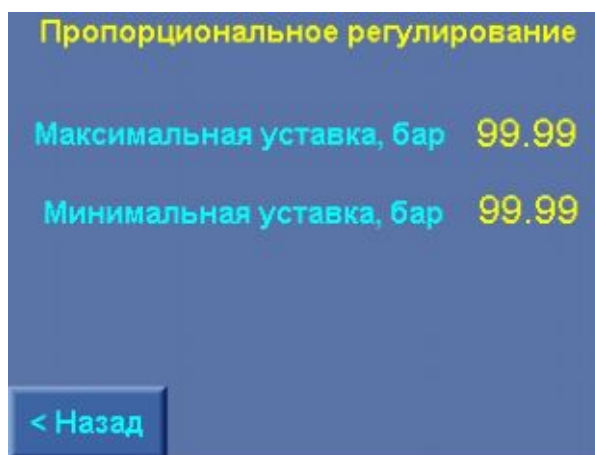 Пропорциональное регулирование
Максимальная уставка, бар 99.99
Минимальная уставка, бар 99.99
< Назад